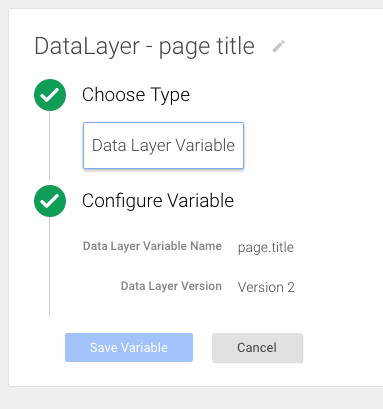 DataLayer - page title
Choose Type
Data Layer Variable
Configure Variable
Data Layer Variable Name page.title
Data Layer Version Version 2
Save Variable Cancel